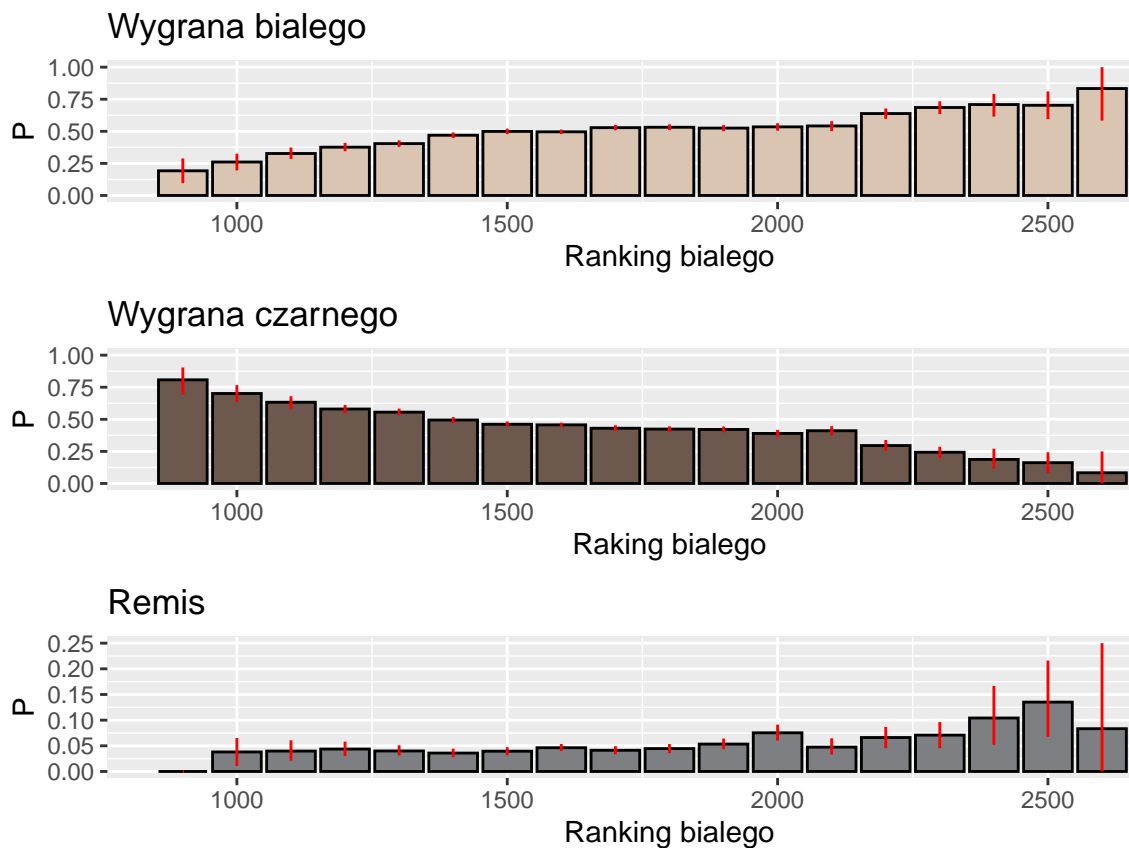 Wygrana bialego
1.00
0.75
0.50
0.25
0.00
P
1000 1500 2000 2500
Ranking bialego
Wygrana czarnego
1.00
0.75
0.50
0.25
0.00
P
1000 1500 2000 2500
Raking bialego
Remis
0.25
0.20
0.15
0.10
0.05
0.00
P
1000 1500 2000 2500
Ranking bialego